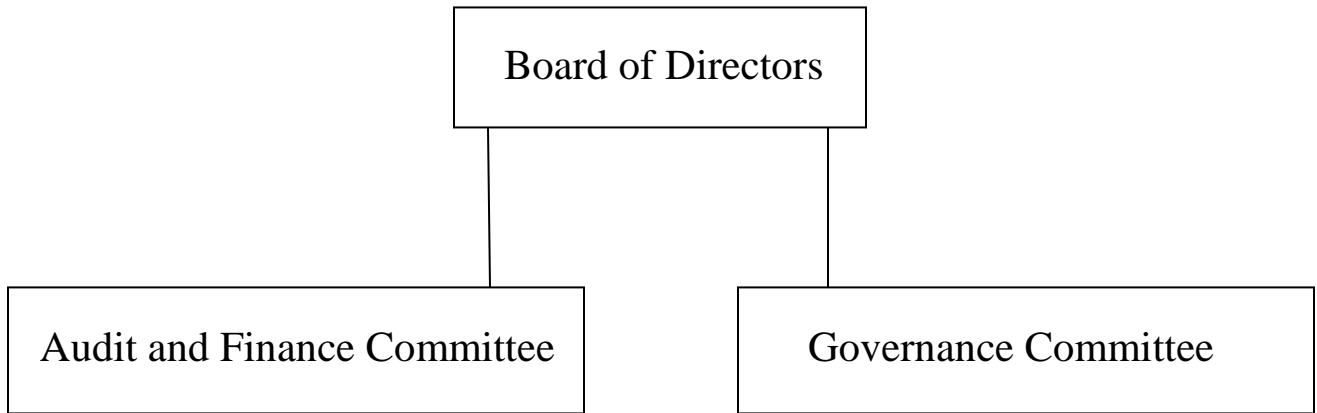 Board of Directors
Audit and Finance Committee
Governance Committee